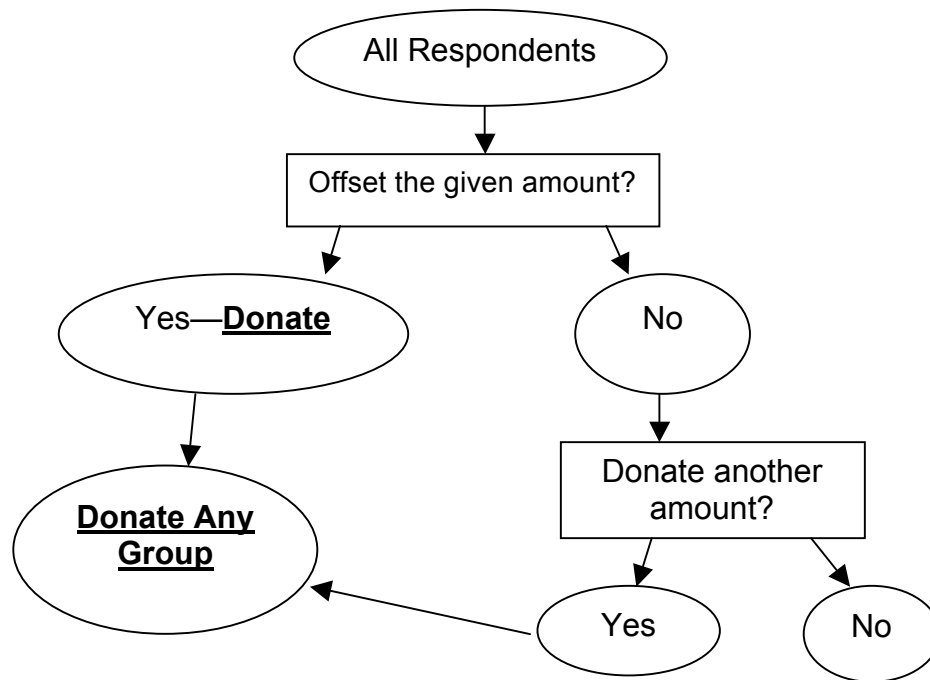 All Respondents
Offset the given amount?
Yes—Donate
No
Donate Any
Group
Donate another
amount?
Yes
No